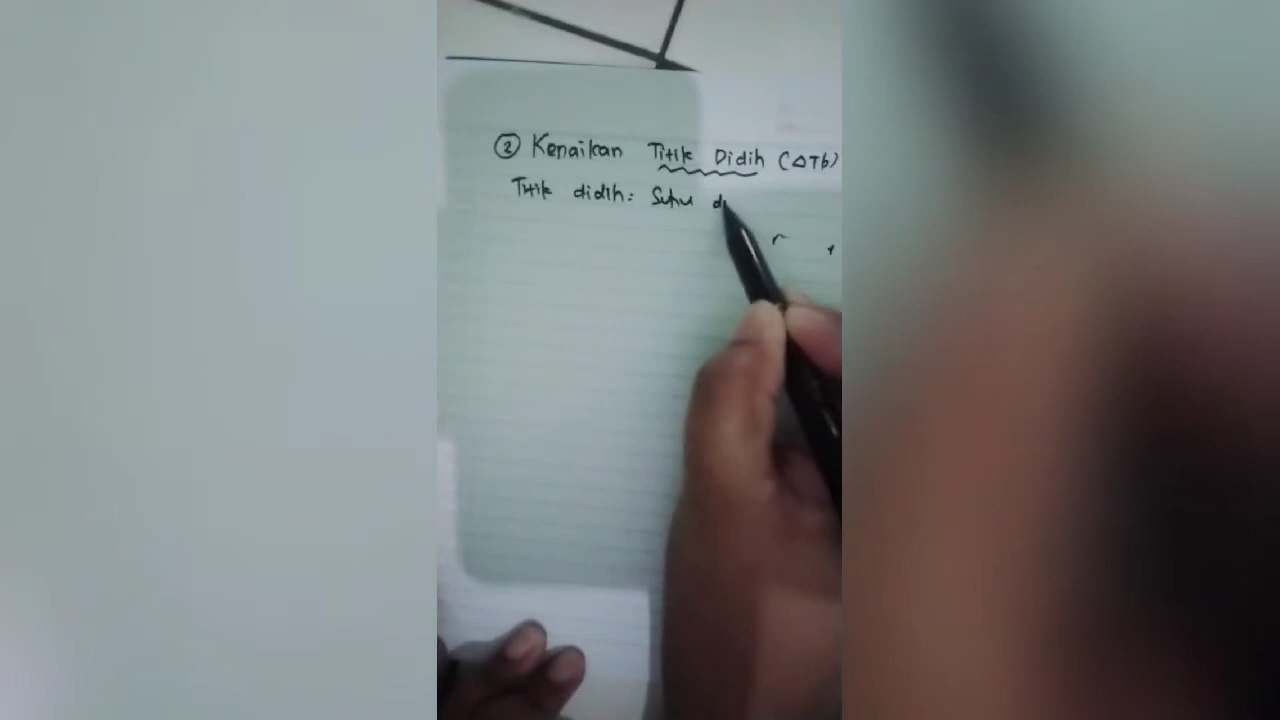 ② Kenaikan Titik Didih (ΔTb)
Titik didih: Suhu